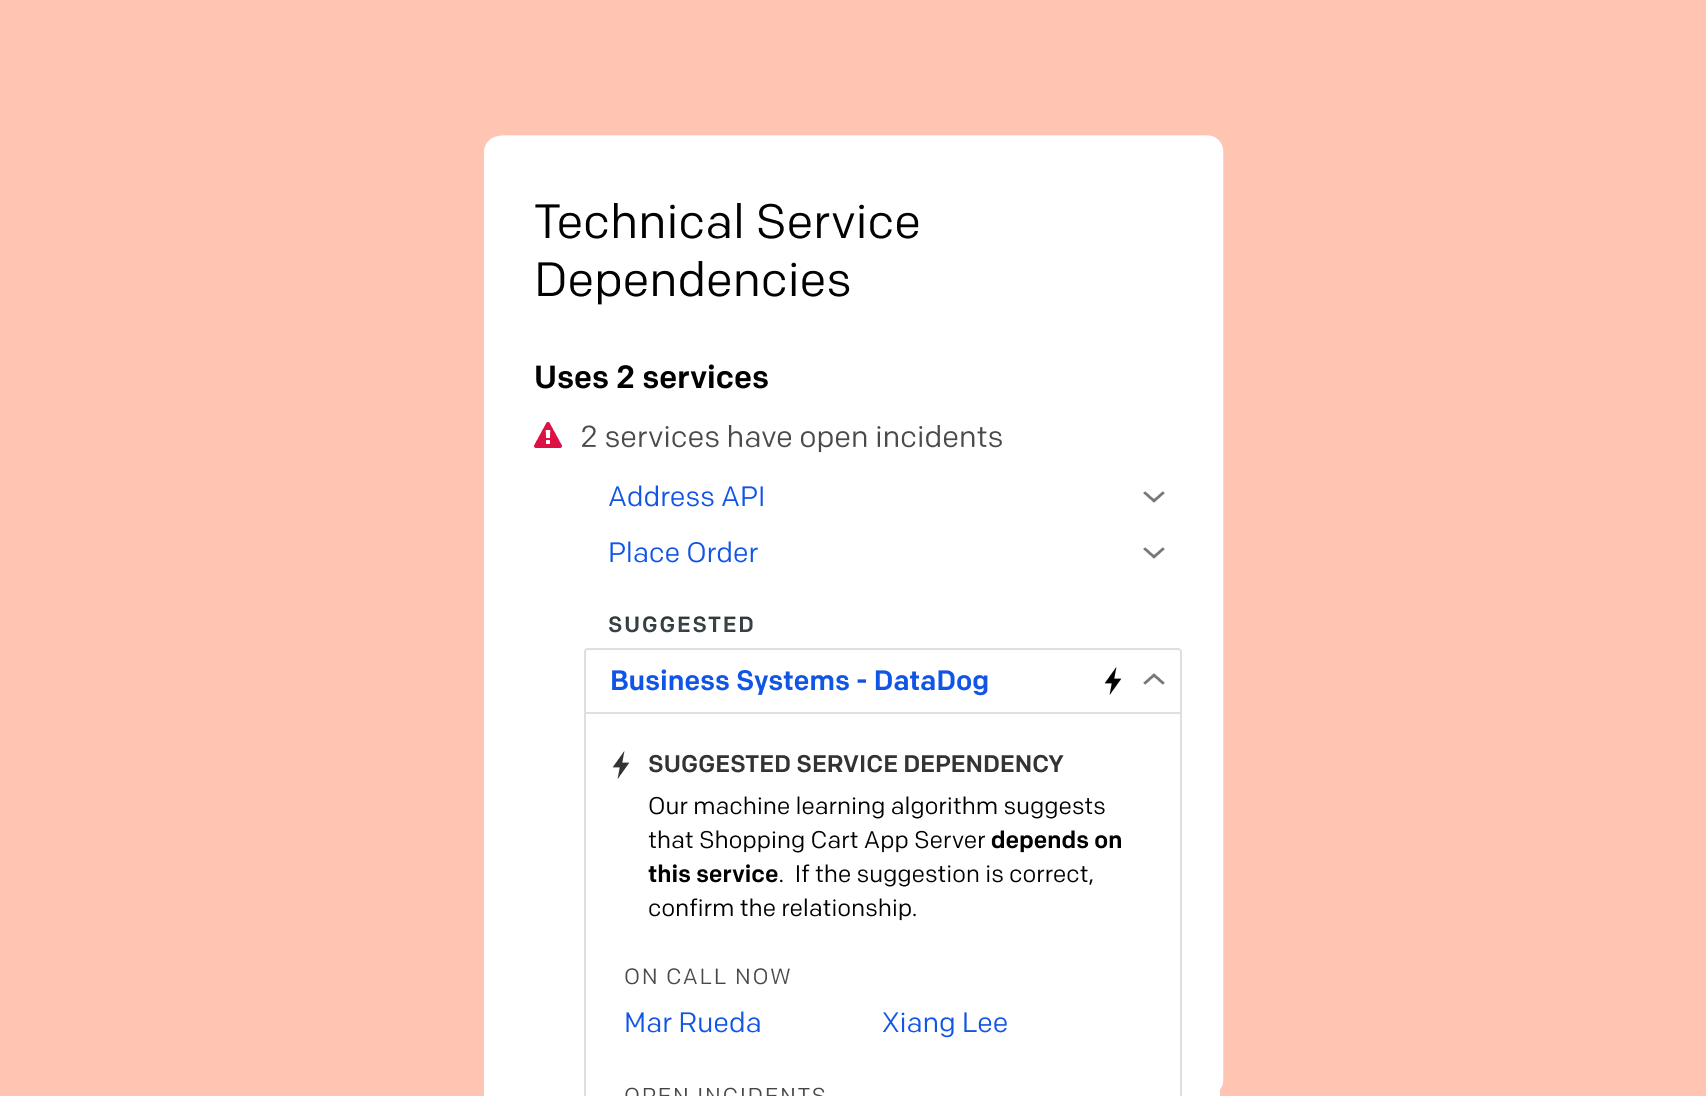 Technical Service
Dependencies
Uses 2 services
2 services have open incidents
Address API
Place Order
SUGGESTED
Business Systems - DataDog
SUGGESTED SERVICE DEPENDENCY
Our machine learning algorithm suggests
that Shopping Cart App Server depends on
this service.  If the suggestion is correct,
confirm the relationship.
ON CALL NOW
Mar Rueda
Xiang Lee
OPEN INCIDENTS